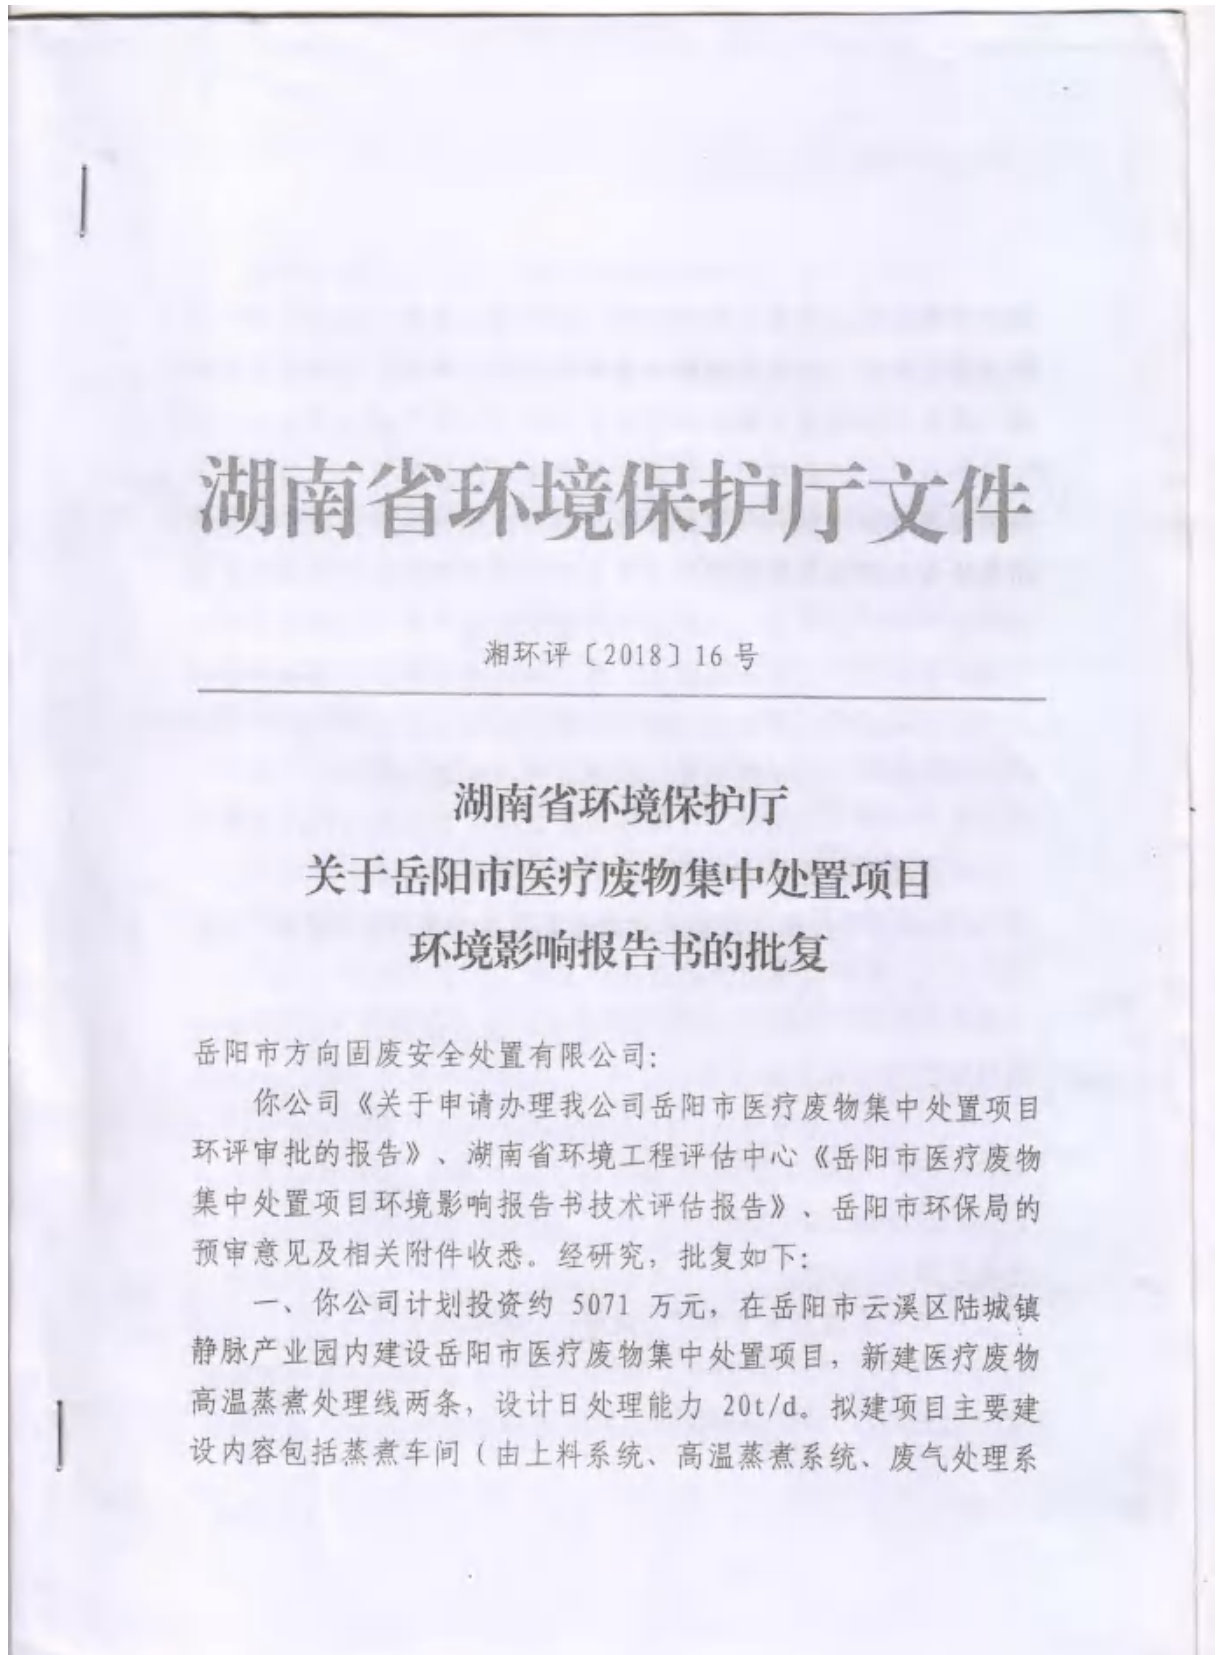 湖南省环境保护厅文件
湘环评〔2018〕16号
湖南省环境保护厅
关于岳阳市医疗废物集中处置项目
环境影响报告书的批复
岳阳市方向固废安全处置有限公司:
你公司《关于申请办理我公司岳阳市医疗废物集中处置项目
环评审批的报告》、湖南省环境工程评估中心《岳阳市医疗废物
集中处置项目环境影响报告书技术评估报告》、岳阳市环保局的
预审意见及相关附件收悉。经研究，批复如下:
一、你公司计划投资约 5071 万元，在岳阳市云溪区陆城镇
静脉产业园内建设岳阳市医疗废物集中处置项目，新建医疗废物
高温蒸煮处理线两条，设计日处理能力 20t/d。拟建项目主要建
设内容包括蒸煮车间（由上料系统、高温蒸煮系统、废气处理系